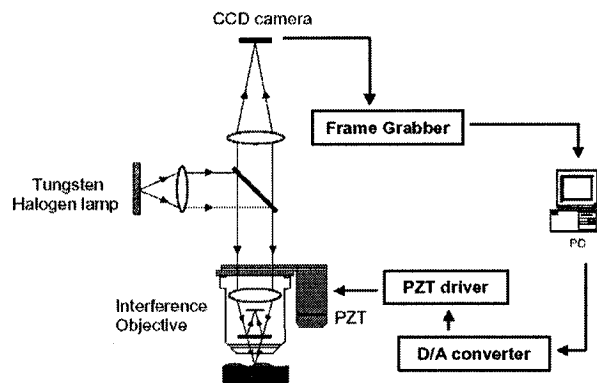 CCD camera
Frame Grabber
Tungsten
Halogen lamp
PC
Interference
Objective
PZT
PZT driver
D/A converter